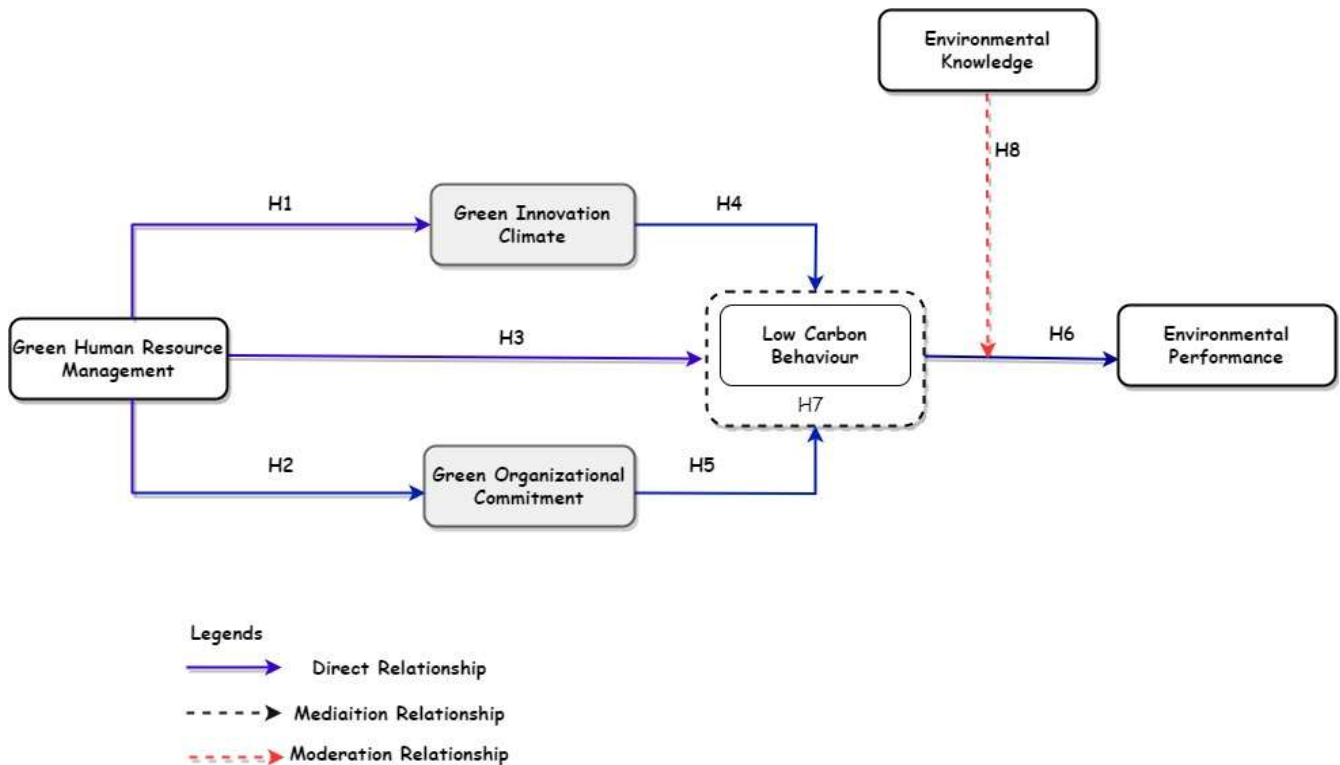 Environmental
Knowledge
H8
H1
Green Innovation
Climate
H4
Green Human Resource
Management
H3
Low Carbon
Behaviour
H7
H6
Environmental
Performance
H2
Green Organizational
Commitment
H5
Legends
Direct Relationship
Mediaition Relationship
Moderation Relationship